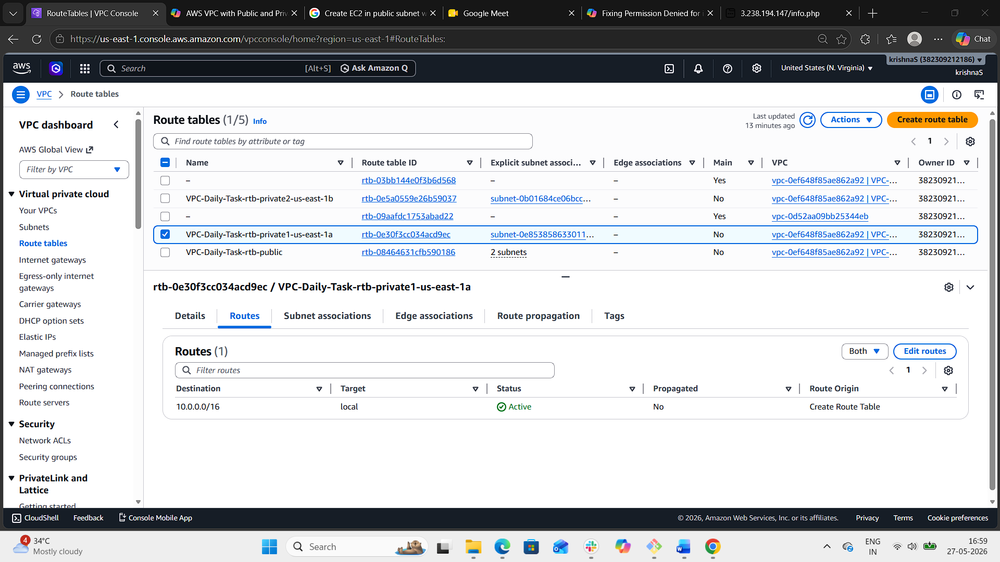 RouteTables | VPC Console
AWS VPC with Public and Priv
Create EC2 in public subnet w
Google Meet
Fixing Permission Denied for i
3.238.194.147/info.php
https://us-east-1.console.aws.amazon.com/vpcconsole/home?region=us-east-1#RouteTables:
Chat
aws
Search
[Alt+S]
Ask Amazon Q
United States (N. Virginia)
krishnaS (382309212186)
krishnaS
VPC
Route tables
VPC dashboard
AWS Global View
Filter by VPC
Virtual private cloud
Your VPCs
Subnets
Route tables
Internet gateways
Egress-only internet
gateways
Carrier gateways
DHCP option sets
Elastic IPs
Managed prefix lists
NAT gateways
Peering connections
Route servers
Security
Network ACLs
Security groups
PrivateLink and
Lattice
Getting started
Route tables (1/5) Info
Last updated
13 minutes ago
Actions
Create route table
Find route tables by attribute or tag
1
Name Route table ID Explicit subnet associ... Edge associations Main VPC Owner ID
– rtb-03bb144e0f3b6d568 – – Yes vpc-0ef648f85ae862a92 | VPC-... 38230921...
VPC-Daily-Task-rtb-private2-us-east-1b rtb-0e5a0559e26b59037 subnet-0b01684ce06bcc... – No vpc-0ef648f85ae862a92 | VPC-... 38230921...
– rtb-09aafdc1753abad22 – – Yes vpc-0d52aa09bb25344eb 38230921...
VPC-Daily-Task-rtb-private1-us-east-1a rtb-0e30f3cc034acd9ec subnet-0e853858633011... – No vpc-0ef648f85ae862a92 | VPC-... 38230921...
VPC-Daily-Task-rtb-public rtb-08464631cfb590186 2 subnets – No vpc-0ef648f85ae862a92 | VPC-... 38230921...
rtb-0e30f3cc034acd9ec / VPC-Daily-Task-rtb-private1-us-east-1a
Details Routes Subnet associations Edge associations Route propagation Tags
Routes (1)
Both
Edit routes
Filter routes
1
Destination Target Status Propagated Route Origin
10.0.0.0/16 local Active No Create Route Table
CloudShell Feedback Console Mobile App
© 2026, Amazon Web Services, Inc. or its affiliates. Privacy Terms Cookie preferences
4
34°C
Mostly cloudy
Search
ENG
IN
16:59
27-05-2026